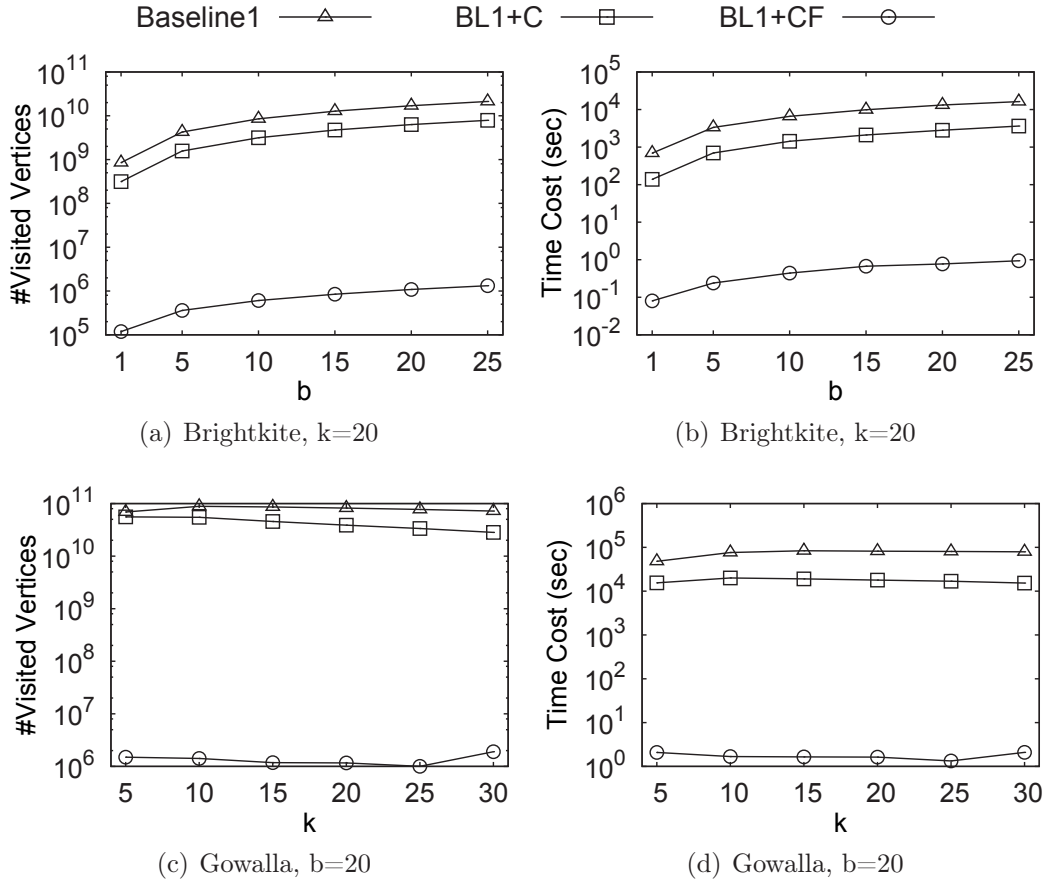 Baseline1 BL1+C BL1+CF
#Visited Vertices
10^11
10^10
10^9
10^8
10^6
10^6
10^5
1 5 10 15 20 25
b
(a) Brightkite, k=20
Time Cost (sec)
10^5
10^4
10^3
10^2
10^1
10^0
10^-1
10^-2
1 5 10 15 20 25
b
(b) Brightkite, k=20
#Visited Vertices
10^11
10^10
10^9
10^8
10^7
10^6
5 10 15 20 25 30
k
(c) Gowalla, b=20
Time Cost (sec)
10^6
10^5
10^4
10^4
10^2
10^1
10^0
5 10 15 20 25 30
k
(d) Gowalla, b=20